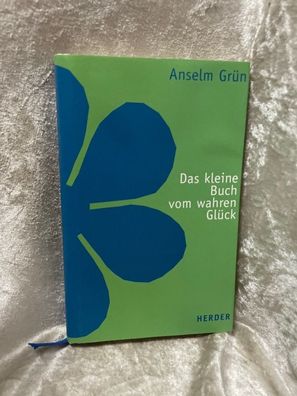 Anselm Grün
Das kleine
Buch
vom wahren
Glück
HERDER